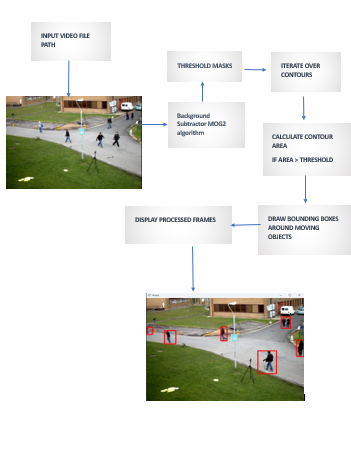 INPUT VIDEO FILE
PATH
THRESHOLD MASKS
ITERATE OVER
CONTOURS
Background
Subtractor MOG2
algorithm
CALCULATE CONTOUR
AREA
IF AREA > THRESHOLD
DISPLAY PROCESSED FRAMES
DRAW BOUNDING BOXES
AROUND MOVING
OBJECTS